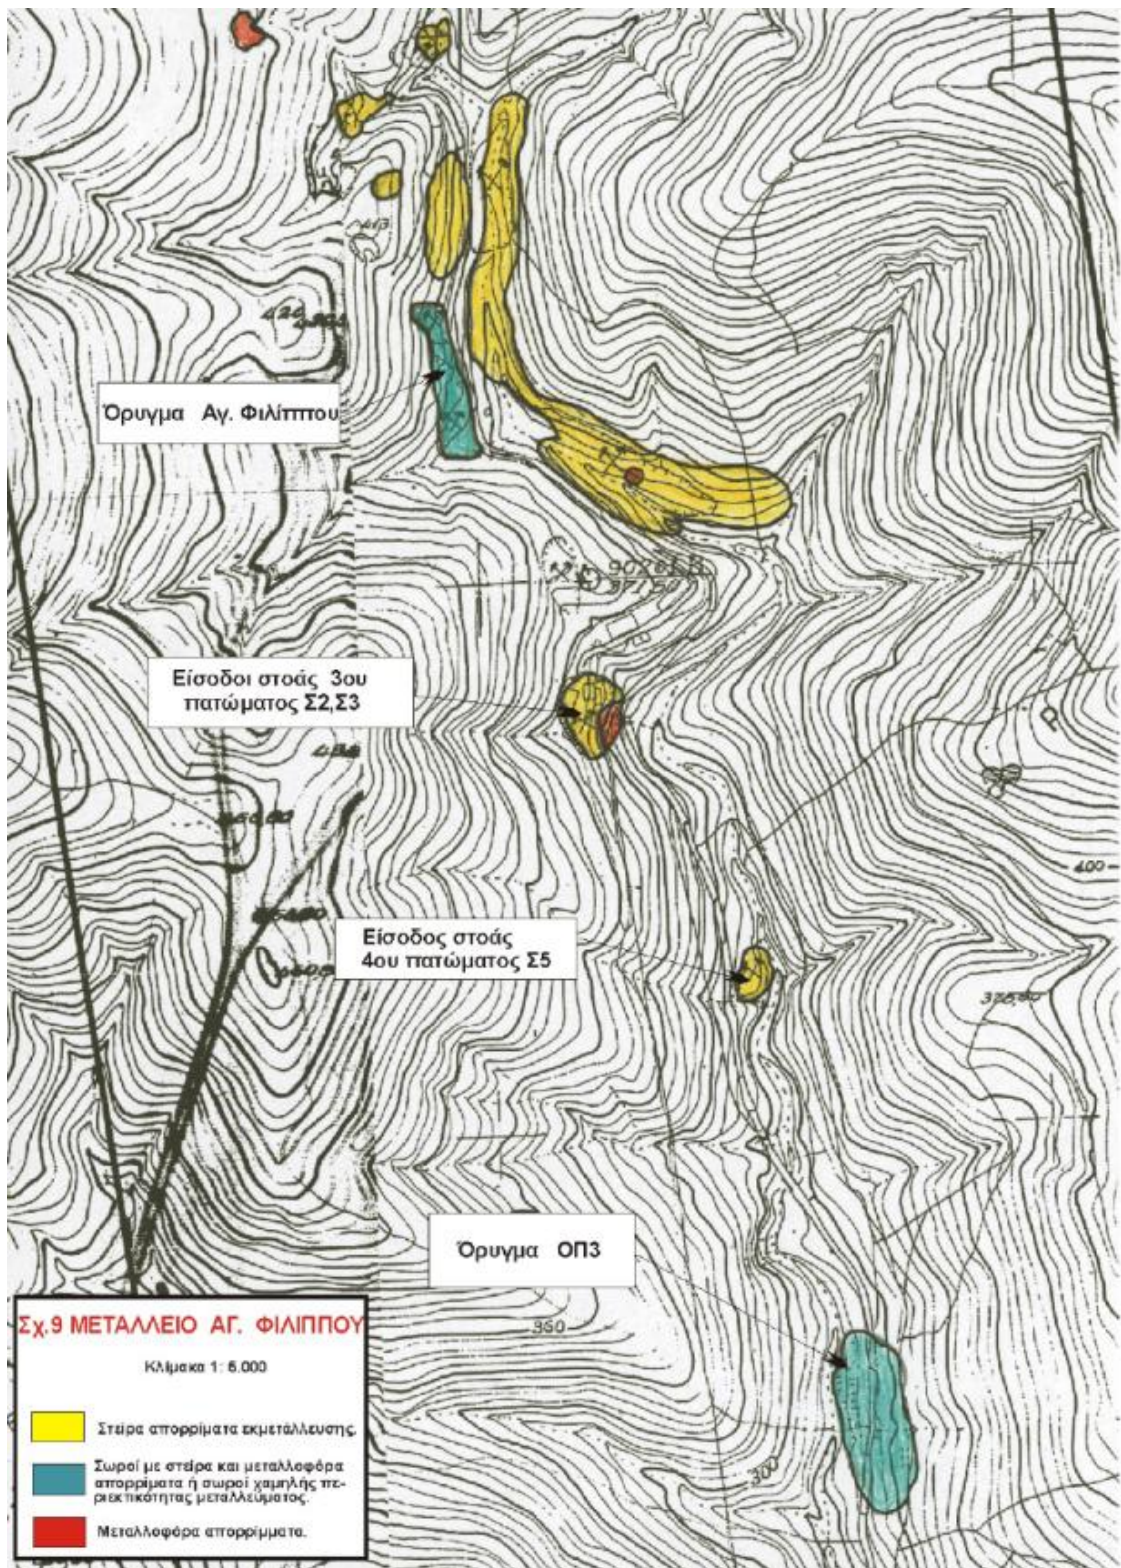 Όρυγμα Αγ. Φιλίππου
Είσοδοι στοάς 3ου
πατώματος Σ2,Σ3
400
Είσοδος στοάς
4ου πατώματος Σ5
Όρυγμα ΟΠ3
350
300
Σχ.9 ΜΕΤΑΛΛΕΙΟ ΑΓ. ΦΙΛΙΠΠΟΥ
Κλίμακα 1: 5.000
Στείρα απορρίματα εκμετάλλευσης.
Σωροί με στείρα και μεταλλοφόρα
απορρίματα ή σωροί χαμηλής πε-
ριεκτικότητας μεταλλεύματος.
Μεταλλοφόρα απορρίμματα.